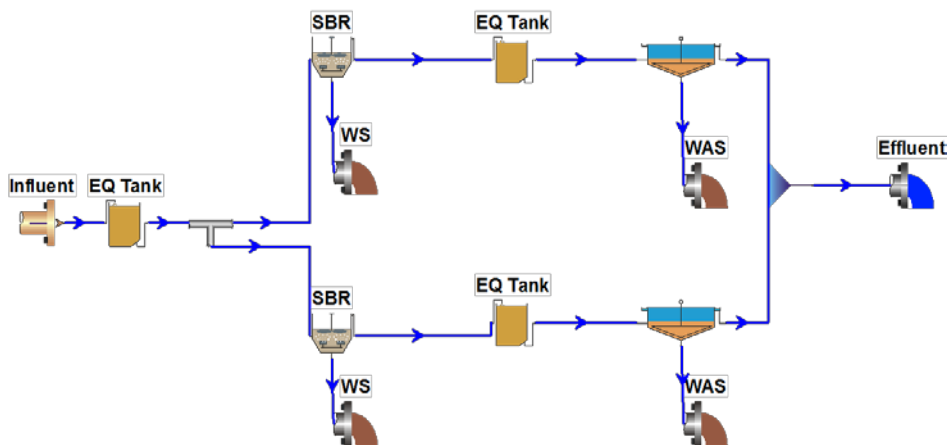 SBR
EQ Tank
WS
WAS
Effluent
Influent
EQ Tank
EQ Tank
SBR
WS
WAS